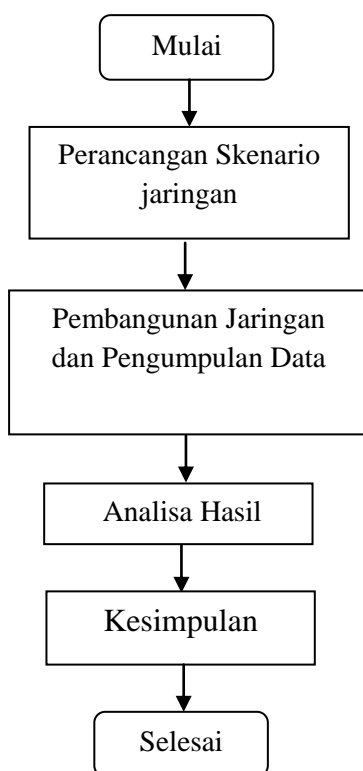 Mulai
Perancangan Skenario
jaringan
Pembangunan Jaringan
dan Pengumpulan Data
Analisa Hasil
Kesimpulan
Selesai